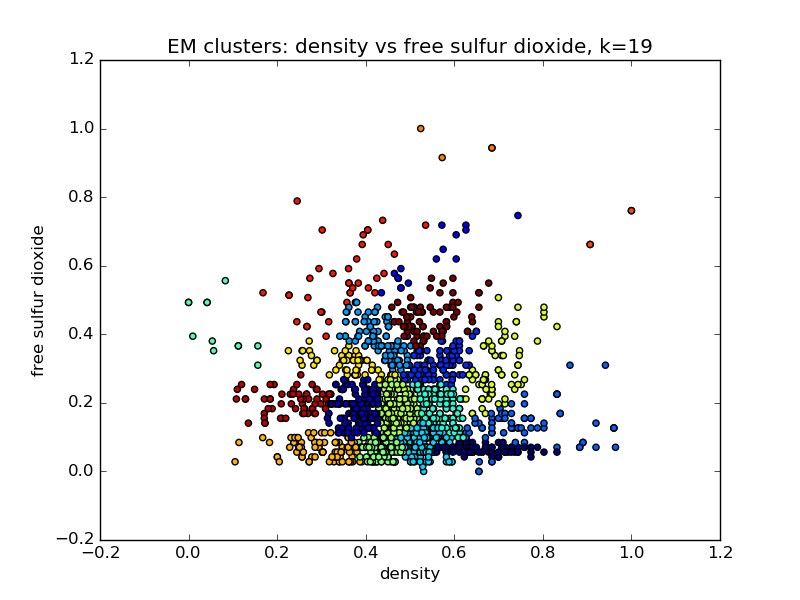 EM clusters: density vs free sulfur dioxide, k=19
1.2
1.0
0.8
0.6
0.4
0.2
0.0
−0.2
free sulfur dioxide
−0.2 0.0 0.2 0.4 0.6 0.8 1.0 1.2
density